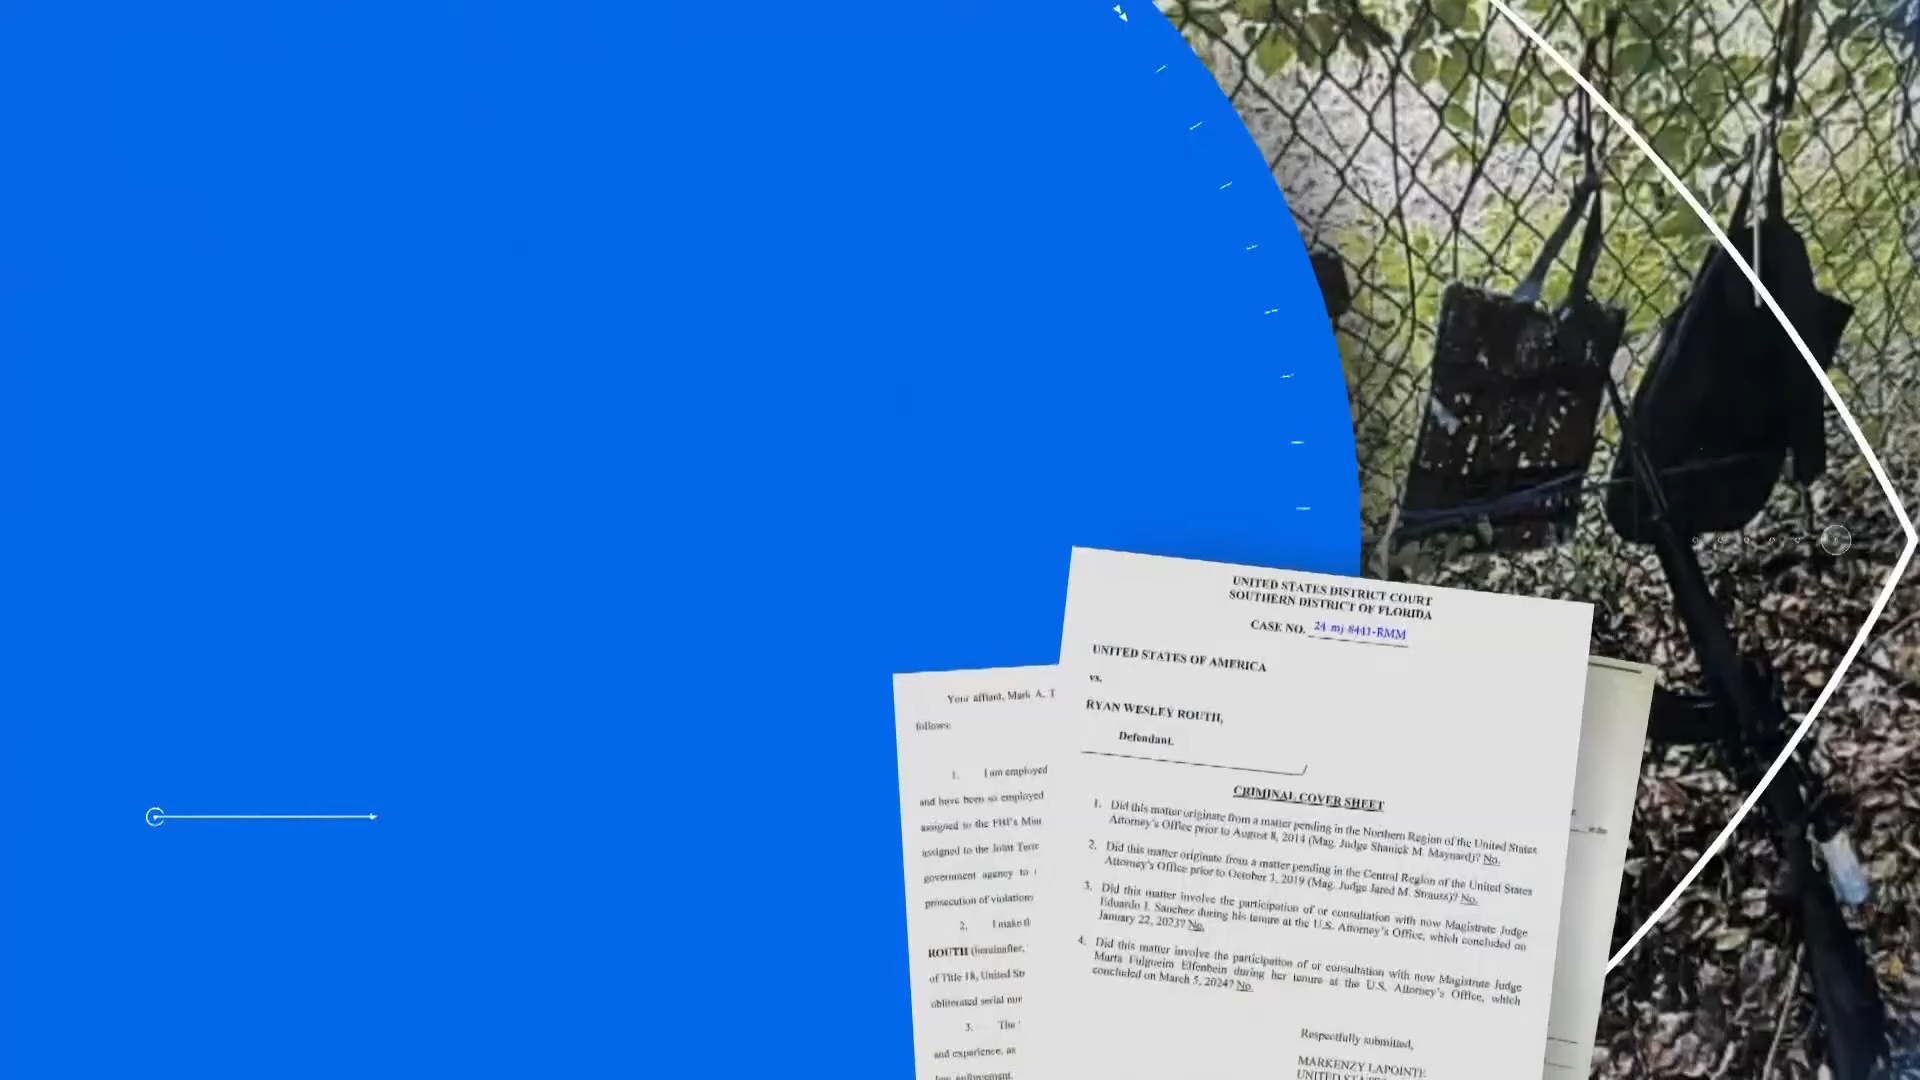 UNITED STATES DISTRICT COURT
SOUTHERN DISTRICT OF FLORIDA
CASE NO. 24-mj-8441-RMM
UNITED STATES OF AMERICA
vs.
RYAN WESLEY ROUTH,
Defendant.
CRIMINAL COVER SHEET
1. Did this matter originate from a matter pending in the Northern Region of the United States
Attorney's Office prior to August 8, 2014 (Mag. Judge Shaniek M. Maynard)? No.
2. Did this matter originate from a matter pending in the Central Region of the United States
Attorney's Office prior to October 3, 2019 (Mag. Judge Jared M. Strauss)? No.
3. Did this matter involve the participation of or consultation with now Magistrate Judge
Eduardo I. Sanchez during his tenure at the U.S. Attorney's Office, which concluded on
January 22, 2023? No.
4. Did this matter involve the participation of or consultation with now Magistrate Judge
Marta Fulgueira Elfenbein during her tenure at the U.S. Attorney's Office, which
concluded on March 5, 2024? No.
Respectfully submitted,
MARKENZY LAPOINTE
UNITED STATES
Your affiant, Mark A. T
follows:
1. I am employed
and have been so employed
assigned to the FBI's
assigned to the Joint Terr
government agency to
prosecution of violations
2. I make th
ROUTH (hereinafter,
of Title 18, United St
obliterated serial num
3. The
and experience, as
law enforcement.